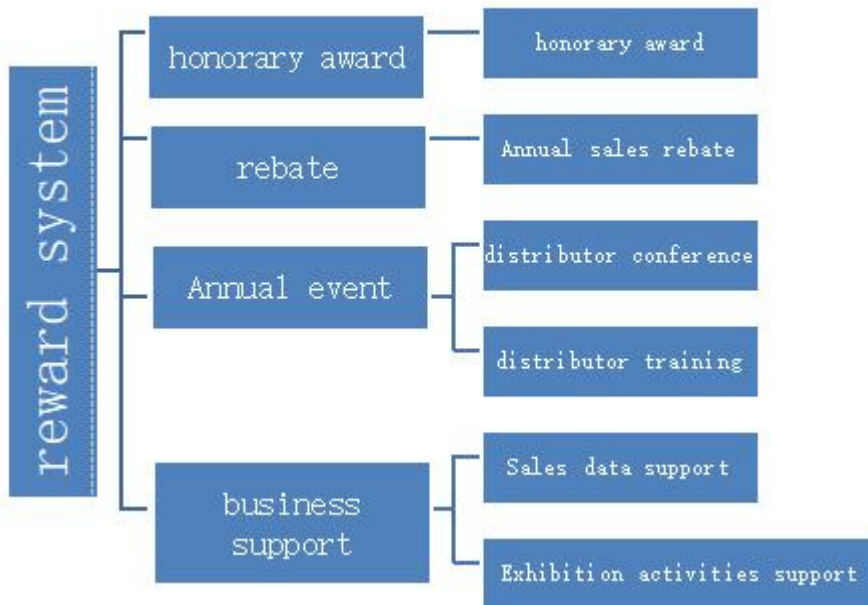 reward system
honorary award
honorary award
rebate
Annual sales rebate
Annual event
distributor conference
distributor training
business
support
Sales data support
Exhibition activities support